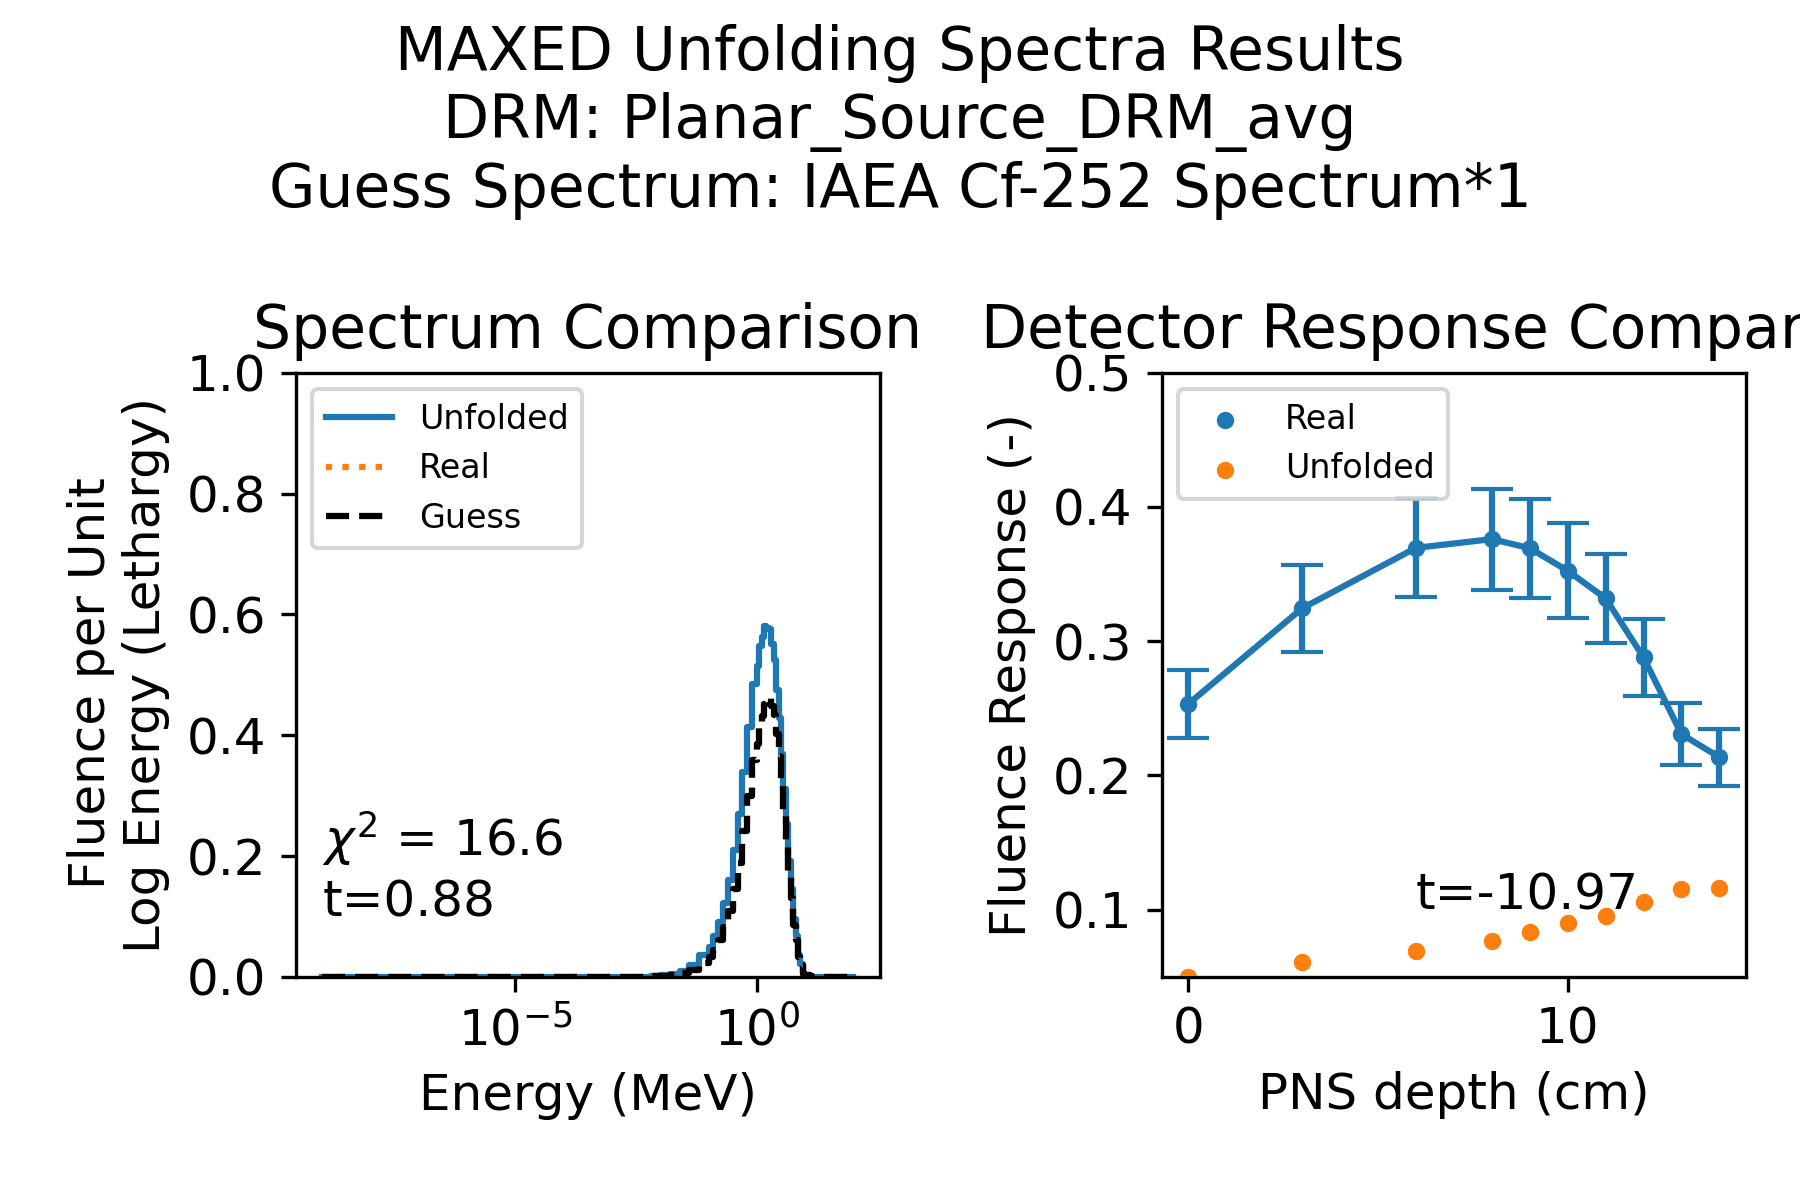 MAXED Unfolding Spectra Results
DRM: Planar_Source_DRM_avg
Guess Spectrum: IAEA Cf-252 Spectrum*1
Spectrum Comparison
Fluence per Unit
Log Energy (Lethargy)
1.0
0.8
0.6
0.4
0.2
0.0
Unfolded
Real
Guess
χ² = 16.6
t=0.88
10⁻⁵
10⁰
Energy (MeV)
Detector Response Compar
Fluence Response (-)
0.5
0.4
0.3
0.2
0.1
Real
Unfolded
t=-10.97
0
10
PNS depth (cm)